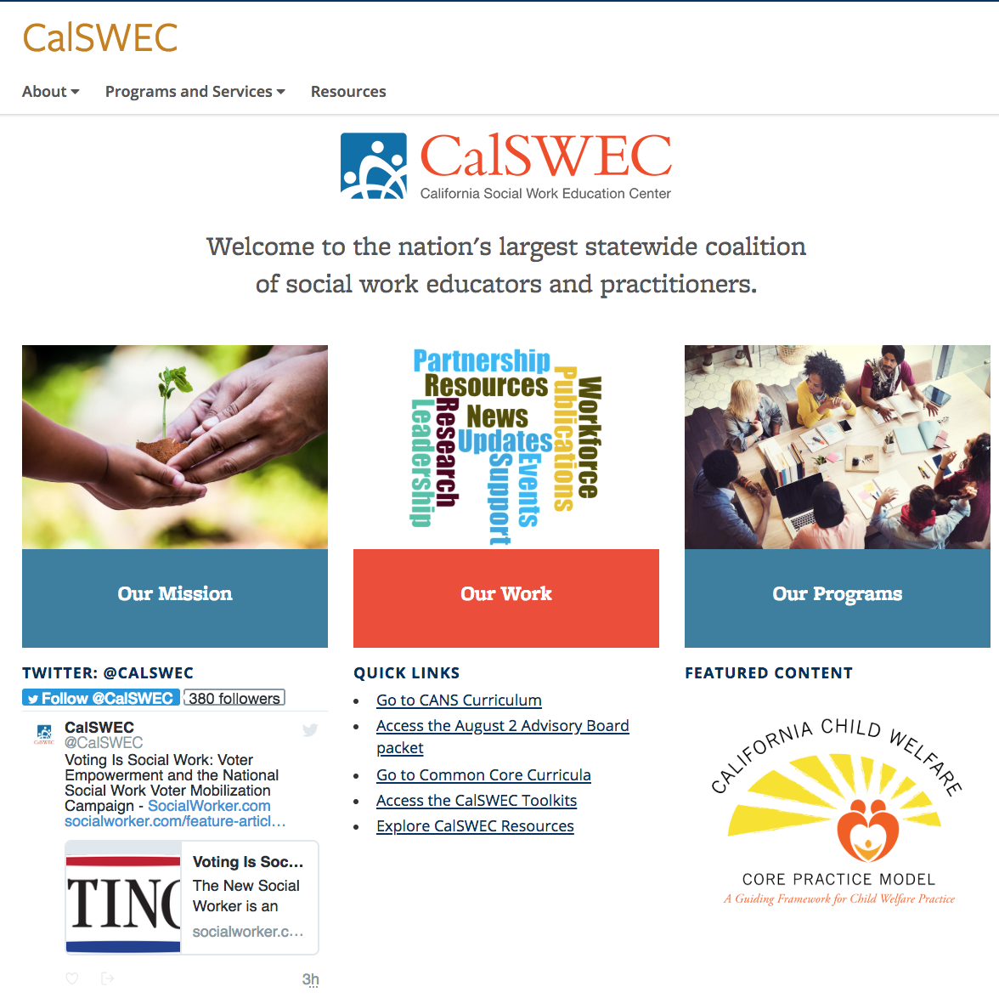 CalSWEC
About
Programs and Services
Resources
CalSWEC
California Social Work Education Center
Welcome to the nation's largest statewide coalition
of social work educators and practitioners.
Partnership
Resources
News
Updates
Leadership
Research
Support
Events
Publications
Workforce
Our Mission
Our Work
Our Programs
TWITTER: @CALSWEC
Follow @CalSWEC
380 followers
CalSWEC
@CalSWEC
Voting Is Social Work: Voter
Empowerment and the National
Social Work Voter Mobilization
Campaign - SocialWorker.com
socialworker.com/feature-articl…
TING
Voting Is Soc...
The New Social
Worker is an
socialworker.c...
3h
QUICK LINKS
• Go to CANS Curriculum
• Access the August 2 Advisory Board
packet
• Go to Common Core Curricula
• Access the CalSWEC Toolkits
• Explore CalSWEC Resources
FEATURED CONTENT
CALIFORNIA CHILD WELFARE
CORE PRACTICE MODEL
A Guiding Framework for Child Welfare Practice